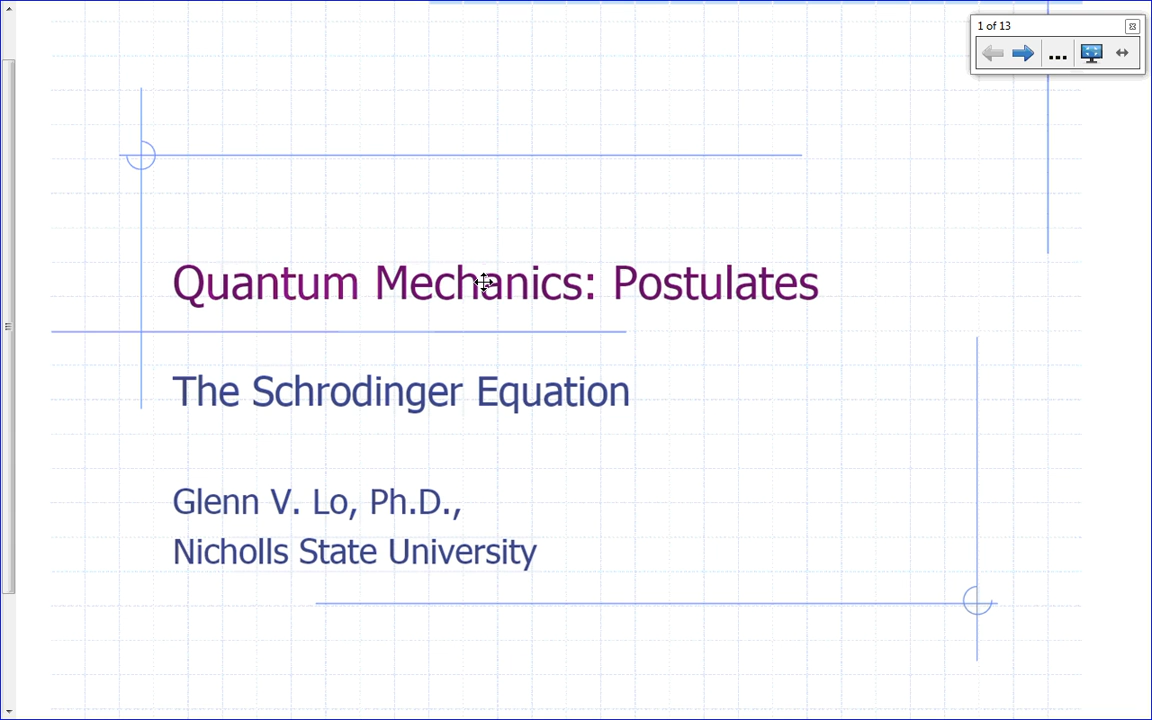 1 of 13
...
Quantum Mechanics: Postulates
The Schrodinger Equation
Glenn V. Lo, Ph.D.,
Nicholls State University